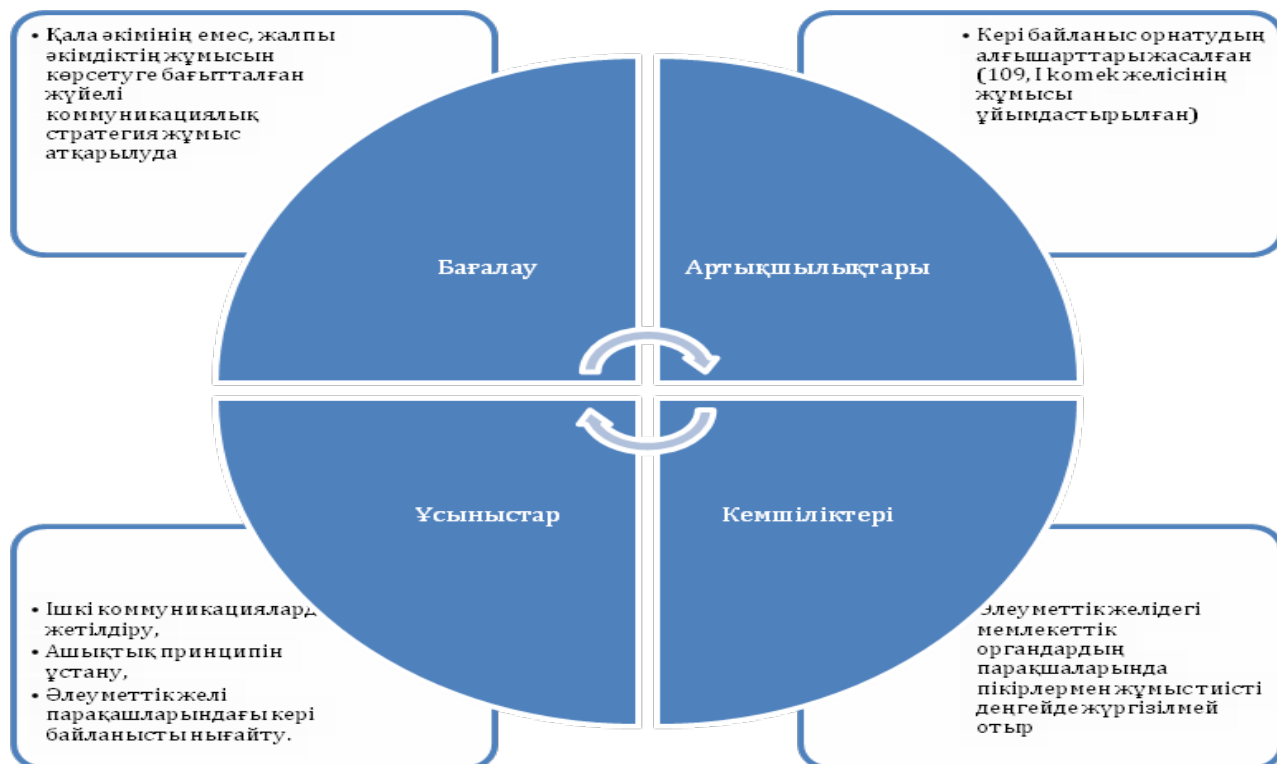 • Қала әкімінің емес, жалпы
әкімдіктің жұмысын
көрсетуге бағытталған
жүйелі
коммуникациялық
стратегия жұмыс
атқарылуда
• Кері байланыс орнатудың
алғышарттары жасалған
(109, I komek желісінің
жұмысы
ұйымдастырылған)
Бағалау
Артықшылықтары
Ұсыныстар
Кемшіліктері
• Ішкі коммуникациялард
жетілдіру,
• Ашықтық принципін
ұстану,
• Әлеуметтік желі
парақашларындағы кері
байланысты нығайту.
Әлеуметтік желідегі
мемлекеттік
органдардың
парақшаларында
пікірлермен жұмыс тиісті
деңгейде жүргізілмей
отыр